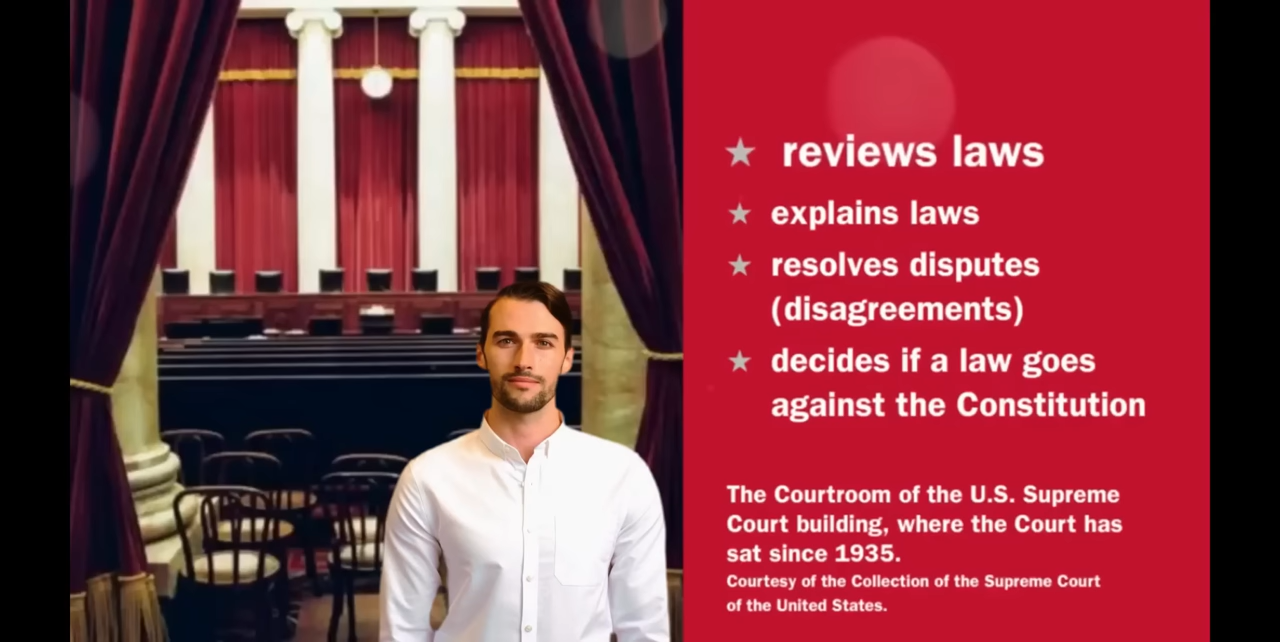 reviews laws
explains laws
resolves disputes
(disagreements)
decides if a law goes
against the Constitution
The Courtroom of the U.S. Supreme
Court building, where the Court has
sat since 1935.
Courtesy of the Collection of the Supreme Court
of the United States.